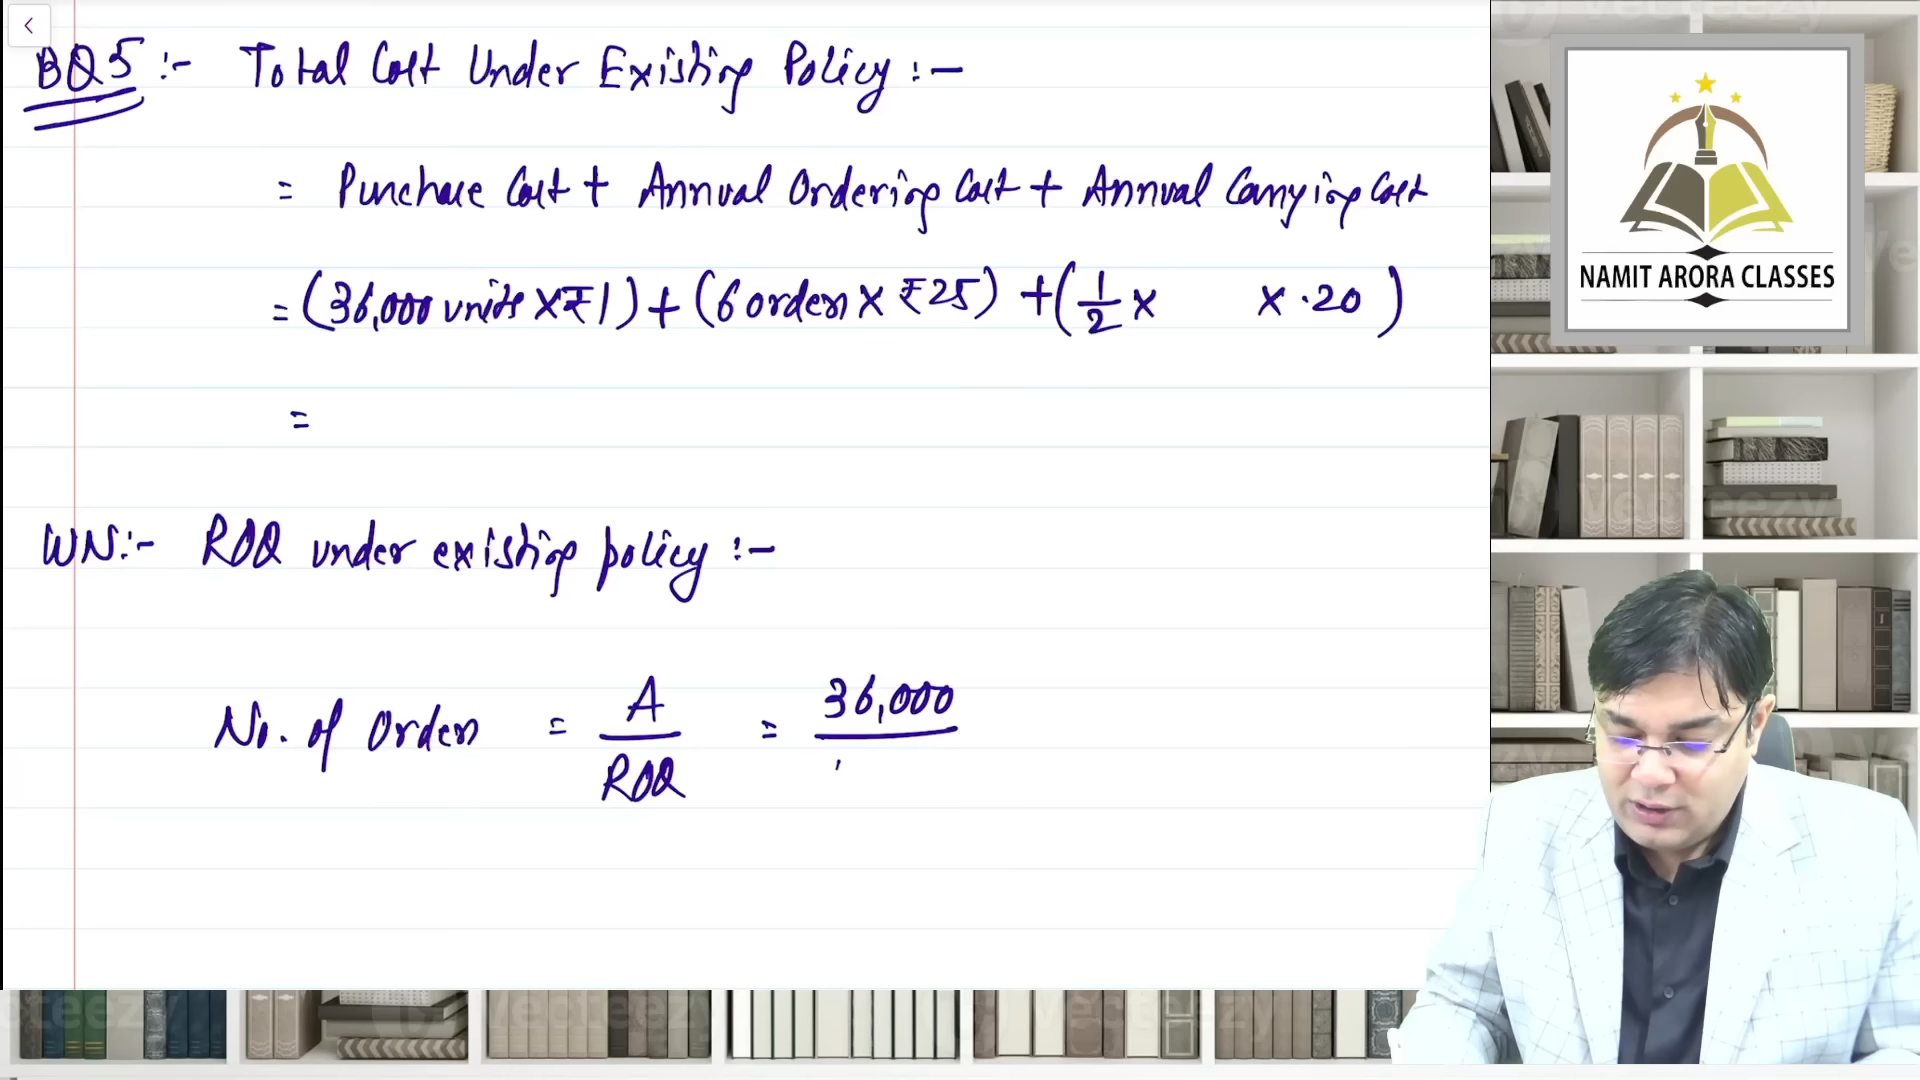 BQ5 :- Total Cost Under Existing Policy :-
= Purchase Cost + Annual Ordering Cost + Annual Carrying Cost
= (36,000 units x ₹1) + (6 orders x ₹25) + (1/2 x x .20 )
=
WN:- ROQ under existing policy :-
No. of Orders = A/ROQ = 36,000
NAMIT ARORA CLASSES
vecteezy